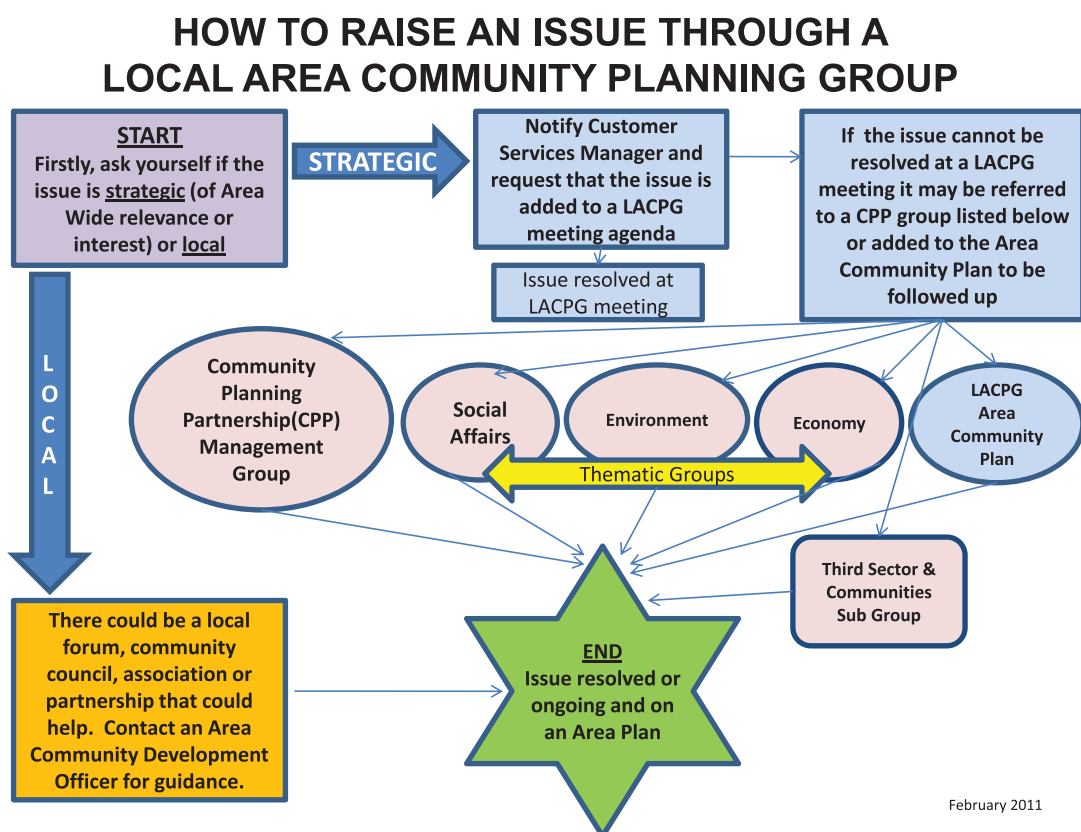 HOW TO RAISE AN ISSUE THROUGH A
LOCAL AREA COMMUNITY PLANNING GROUP
START
Firstly, ask yourself if the
issue is strategic (of Area
Wide relevance or
interest) or local
STRATEGIC
Notify Customer
Services Manager and
request that the issue is
added to a LACPG
meeting agenda
Issue resolved at
LACPG meeting
If the issue cannot be
resolved at a LACPG
meeting it may be referred
to a CPP group listed below
or added to the Area
Community Plan to be
followed up
LOCAL
Community
Planning
Partnership(CPP)
Management
Group
Social
Affairs
Environment
Economy
LACPG
Area
Community
Plan
Thematic Groups
Third Sector &
Communities
Sub Group
There could be a local
forum, community
council, association or
partnership that could
help. Contact an Area
Community Development
Officer for guidance.
END
Issue resolved or
ongoing and on
an Area Plan
February 2011